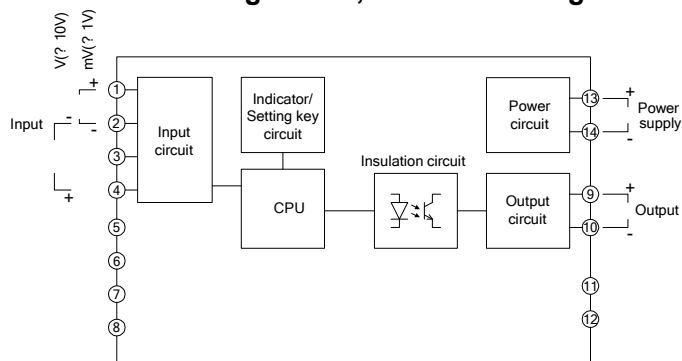 V(? 10V)
mV(? 1V)
+
-
-
+
Input
①
②
③
④
⑤
⑥
⑦
⑧
Input
circuit
Indicator/
Setting key
circuit
CPU
Insulation circuit
Power
circuit
Output
circuit
⑬
⑭
+
Power
supply
-
⑨
⑩
+
Output
-
⑪
⑫